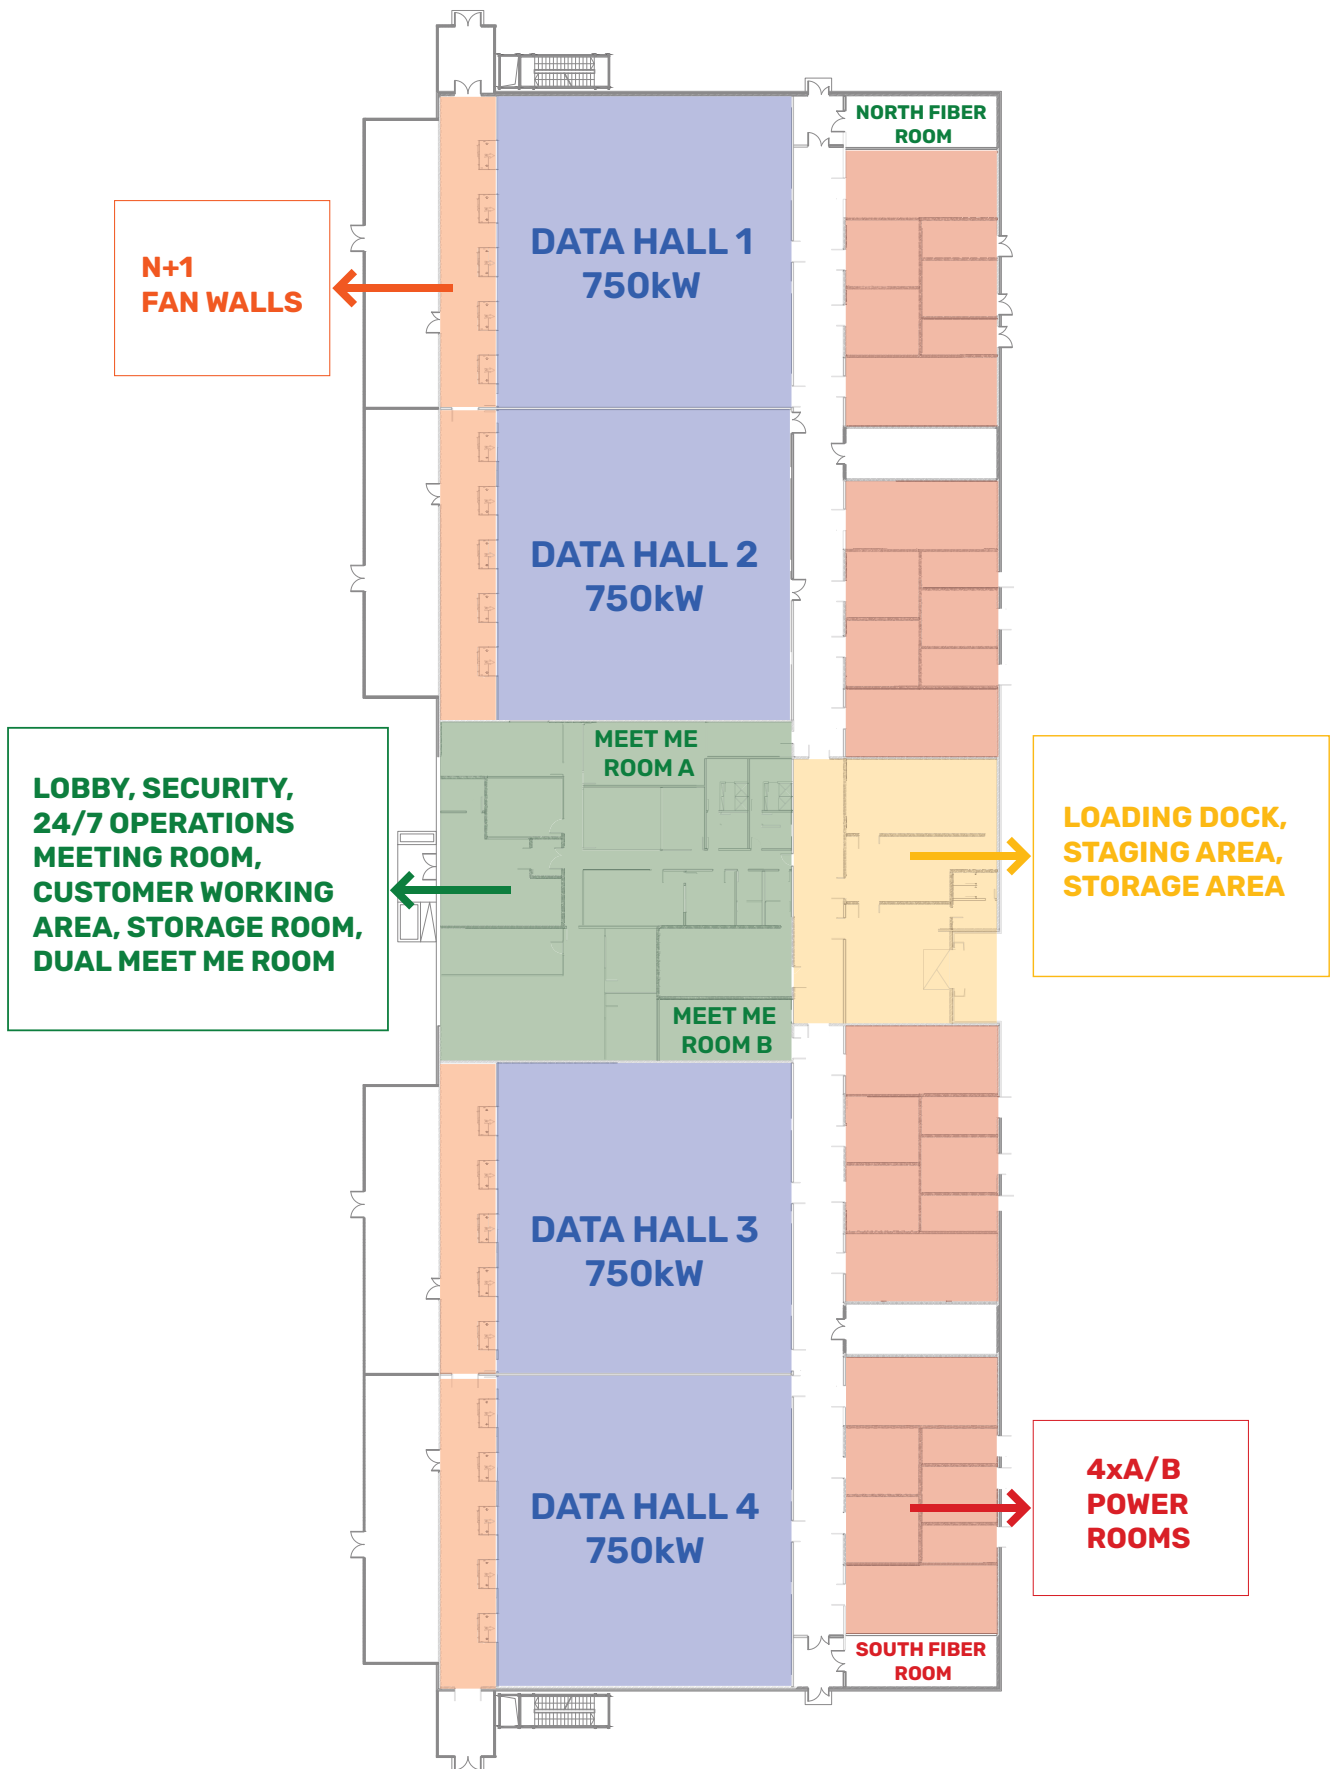 NORTH FIBER
ROOM
DATA HALL 1
750kW
N+1
FAN WALLS
DATA HALL 2
750kW
MEET ME
ROOM A
LOBBY, SECURITY,
24/7 OPERATIONS
MEETING ROOM,
CUSTOMER WORKING
AREA, STORAGE ROOM,
DUAL MEET ME ROOM
LOADING DOCK,
STAGING AREA,
STORAGE AREA
MEET ME
ROOM B
DATA HALL 3
750kW
DATA HALL 4
750kW
4xA/B
POWER
ROOMS
SOUTH FIBER
ROOM